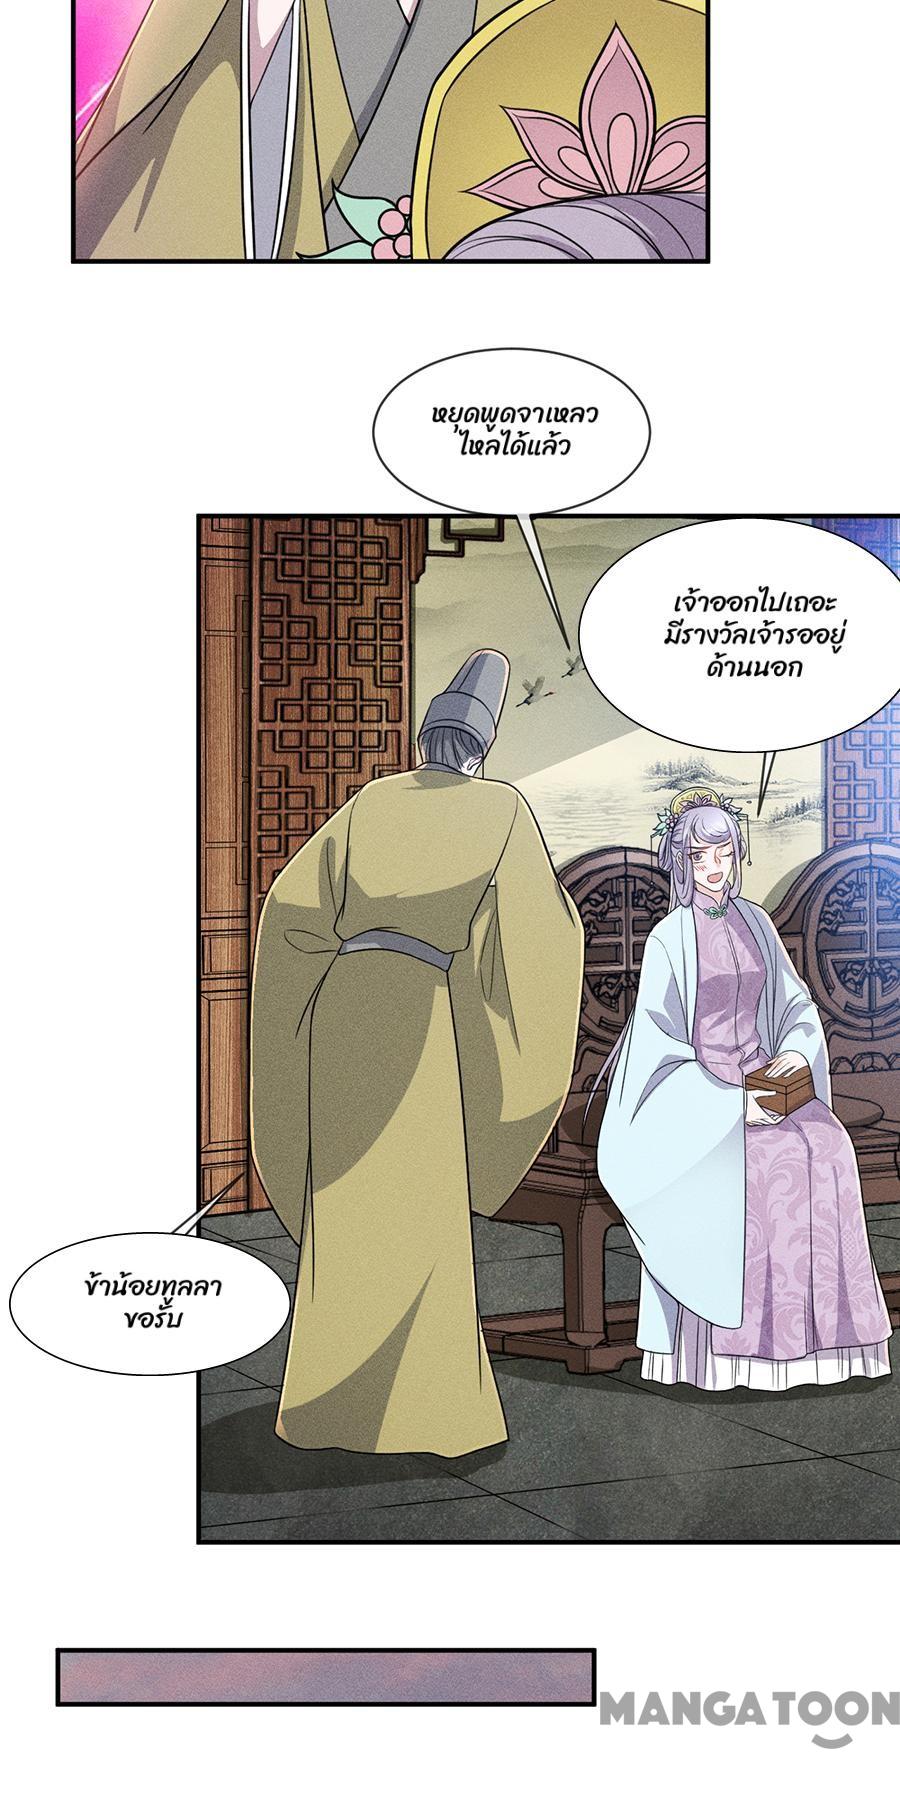 หยุดพูดจาเหลว
ไหลได้แล้ว
เจ้าออกไปเถอะ
มีรางวัลเจ้ารออยู่
ด้านนอก
ข้าน้อยทูลลา
ขอรับ
MANGATOON